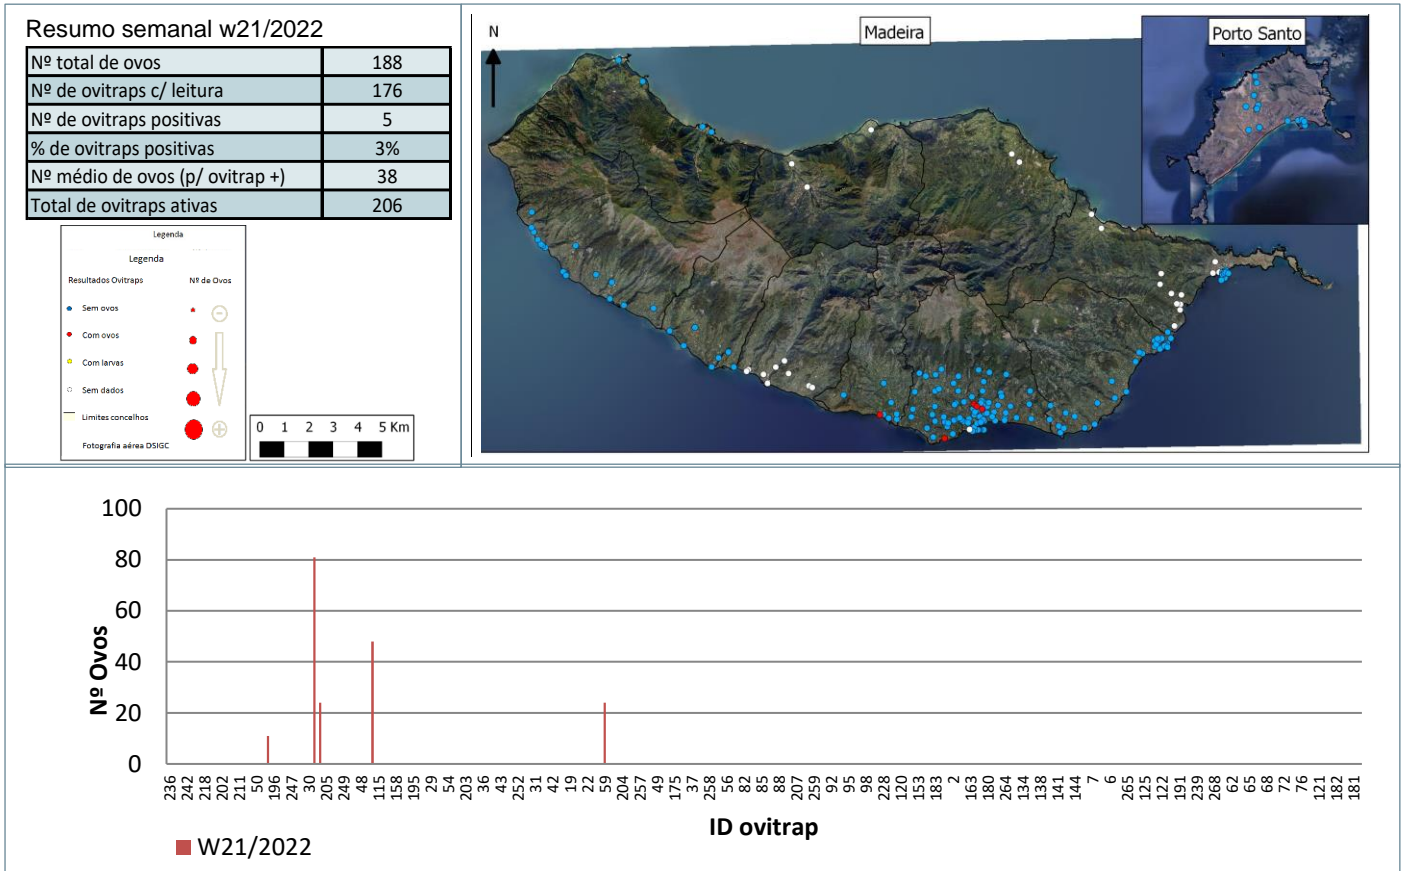 Resumo semanal w21/2022
Nº total de ovos 188
Nº de ovitraps c/ leitura 176
Nº de ovitraps positivas 5
% de ovitraps positivas 3%
Nº médio de ovos (p/ ovitrap +) 38
Total de ovitraps ativas 206
Legenda
Legenda
Resultados Ovitraps Nº de Ovos
Sem ovos
Com ovos
Com larvas
Sem dados
Limites concelhos
Fotografia aérea DSIGC
0 1 2 3 4 5 Km
N
Madeira
Porto Santo
100
80
60
40
20
0
Nº Ovos
236 242 218 202 211 50 196 247 30 205 249 48 115 158 195 29 54 203 36 43 252 31 42 19 22 59 204 257 49 175 37 258 56 82 85 88 207 259 92 95 98 228 120 153 183 2 163 180 264 134 138 141 144 7 6 265 125 122 191 239 268 62 65 68 72 76 121 182 181
ID ovitrap
W21/2022